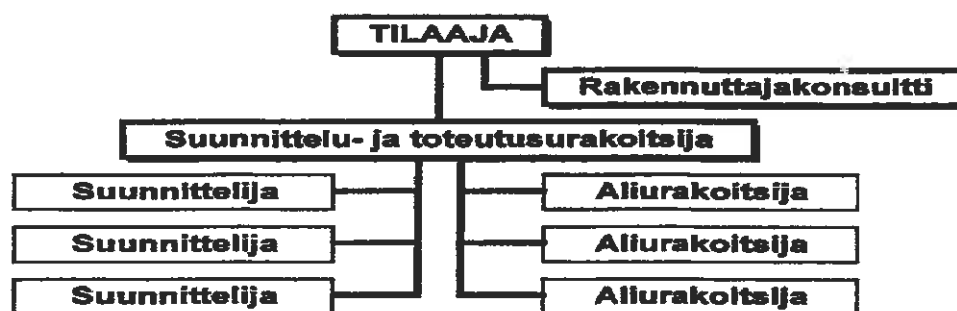 TILAAJA
Rakennuttajakonsultti
Suunnittelu- ja toteutusurakoitsija
Suunnittelija Aliurakoitsija
Suunnittelija Aliurakoitsija
Suunnittelija Aliurakoitsija